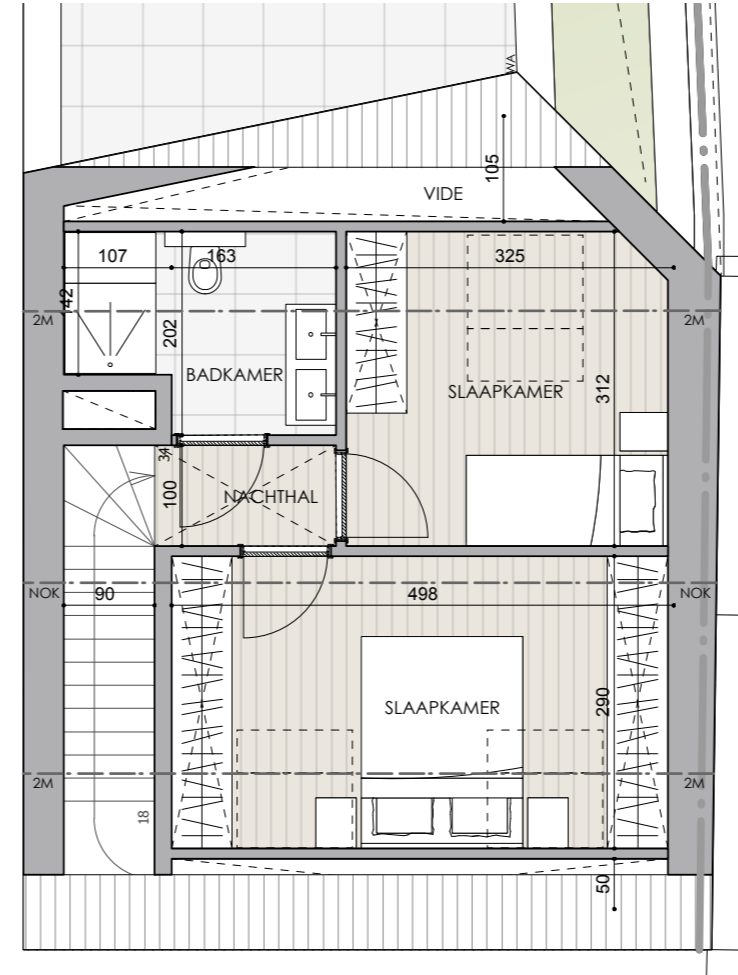 WA
105
VIDE
107
163
325
42
2M
2M
202
BADKAMER
SLAAPKAMER
312
34
100
NACHTHAL
NOK
90
498
NOK
SLAAPKAMER
290
2M
2M
18
50